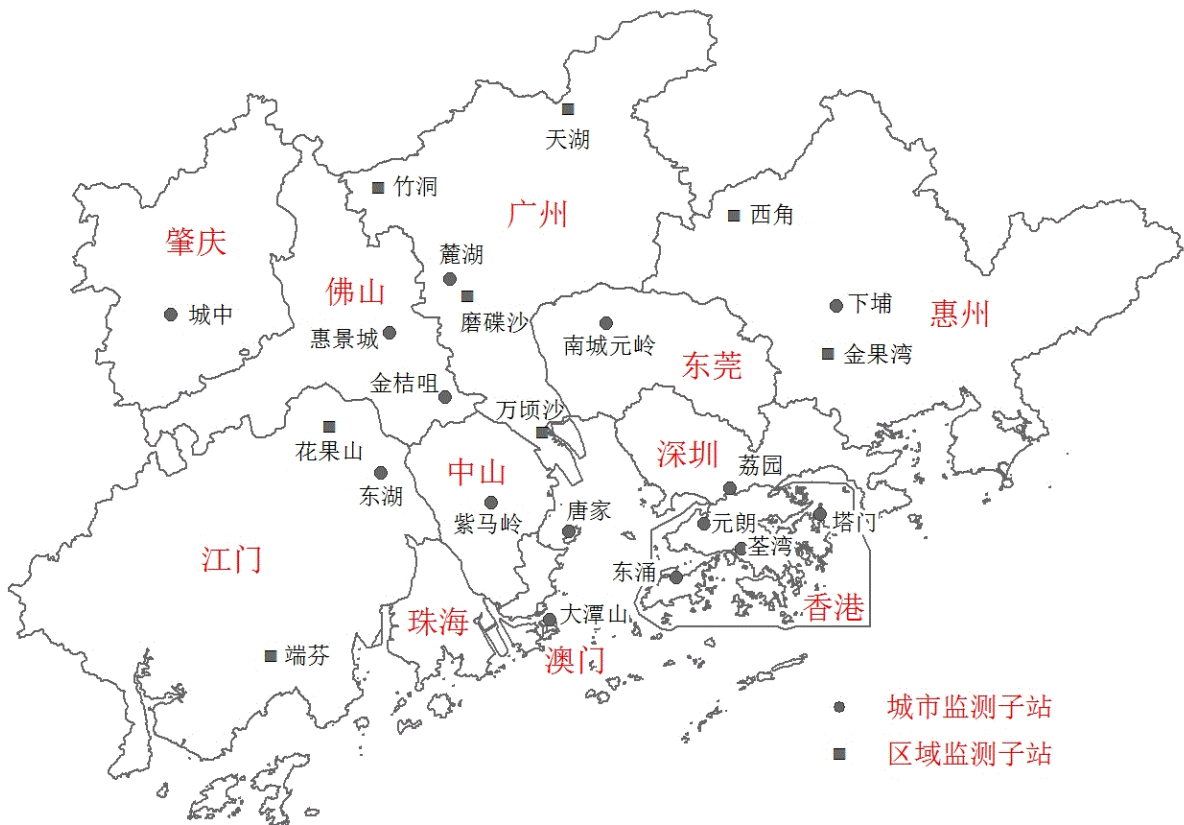 天湖
竹洞
广州
西角
肇庆
麓湖
佛山
磨碟沙
城中
惠景城
南城元岭
下埔
惠州
东莞
金果湾
金桔咀
万顷沙
花果山
深圳
中山
荔园
东湖
紫马岭
唐家
元朗
塔门
荃湾
江门
东涌
香港
珠海
大潭山
端芬
澳门
城市监测子站
区域监测子站